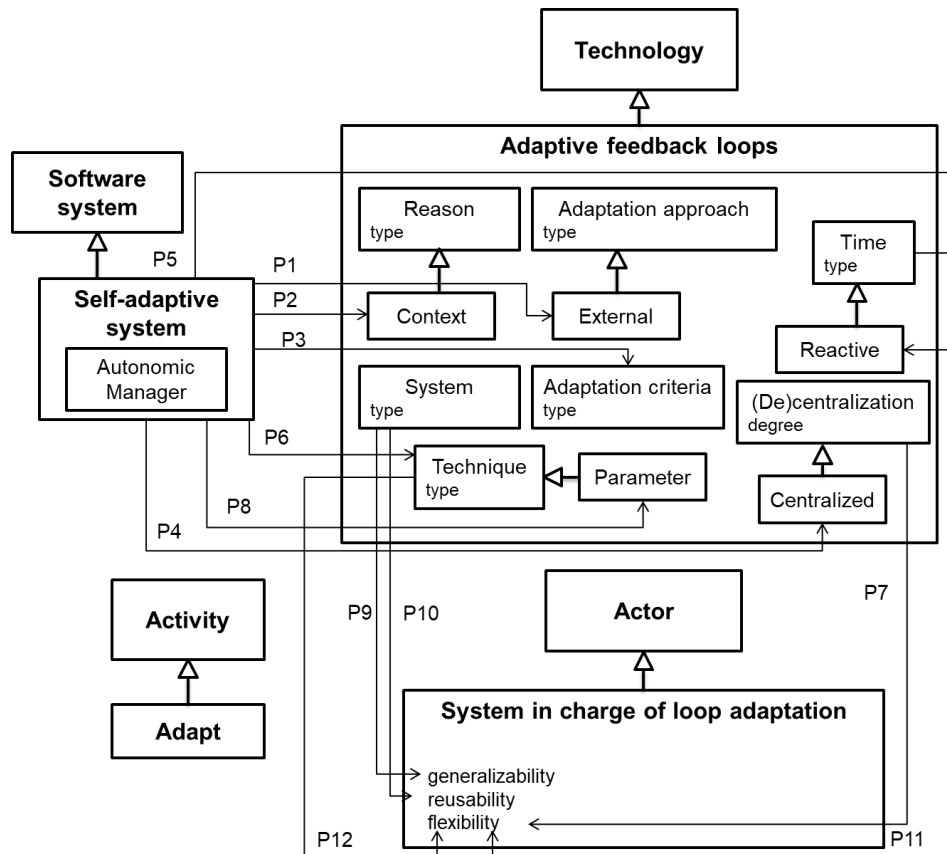 Technology
Adaptive feedback loops
Software
system
Reason
type
Adaptation approach
type
Time
type
P5
P1
P2
P3
Self-adaptive
system
Autonomic
Manager
Context
External
Reactive
System
type
Adaptation criteria
type
(De)centralization
degree
P6
Technique
type
Parameter
Centralized
P8
P4
P7
P9
P10
Activity
Actor
Adapt
System in charge of loop adaptation
generalizability
reusability
flexibility
P12
P11